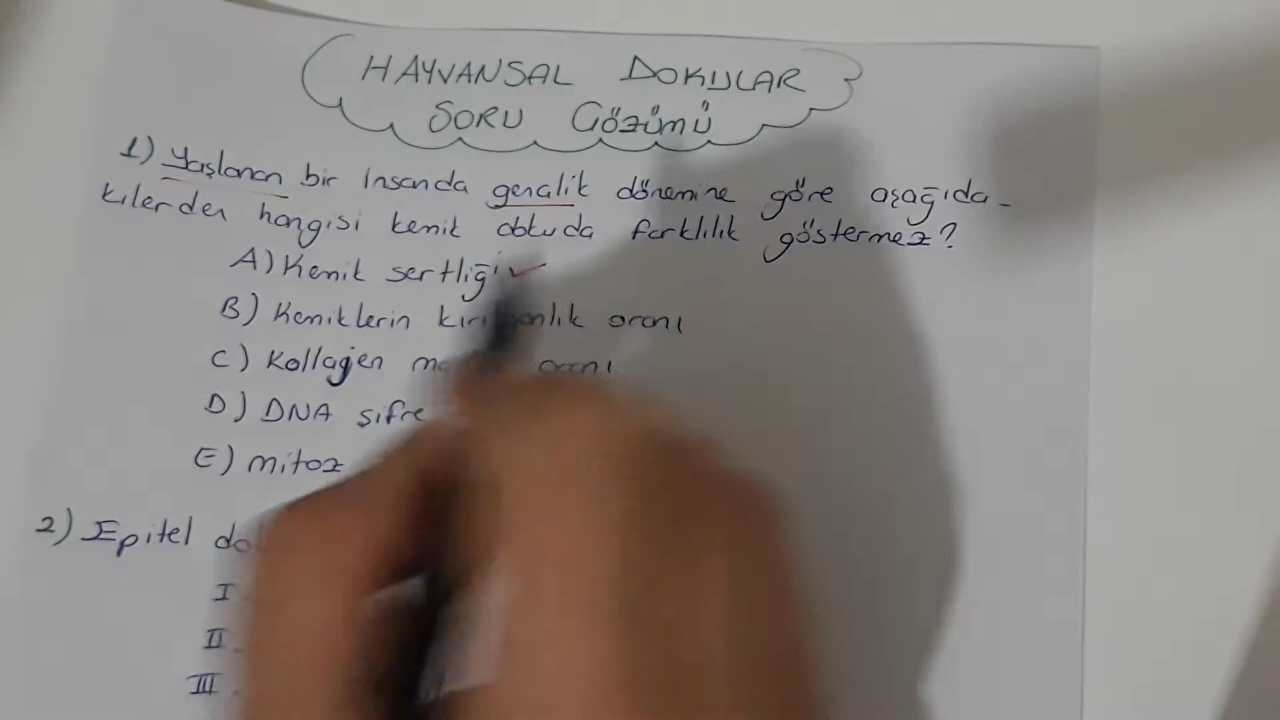 HAYVANSAL DOKULAR
SORU ÇÖZÜMÜ
1) Yaşlanan bir insanda gençlik dönemine göre aşağıda-
kilerden hangisi kemik dokuda farklılık göstermez?
A) Kemik sertliği
B) Kemiklerin oranı
C) Kollagen oranı
D) DNA şifre
E) mitoz
2) Epitel
I
II
III